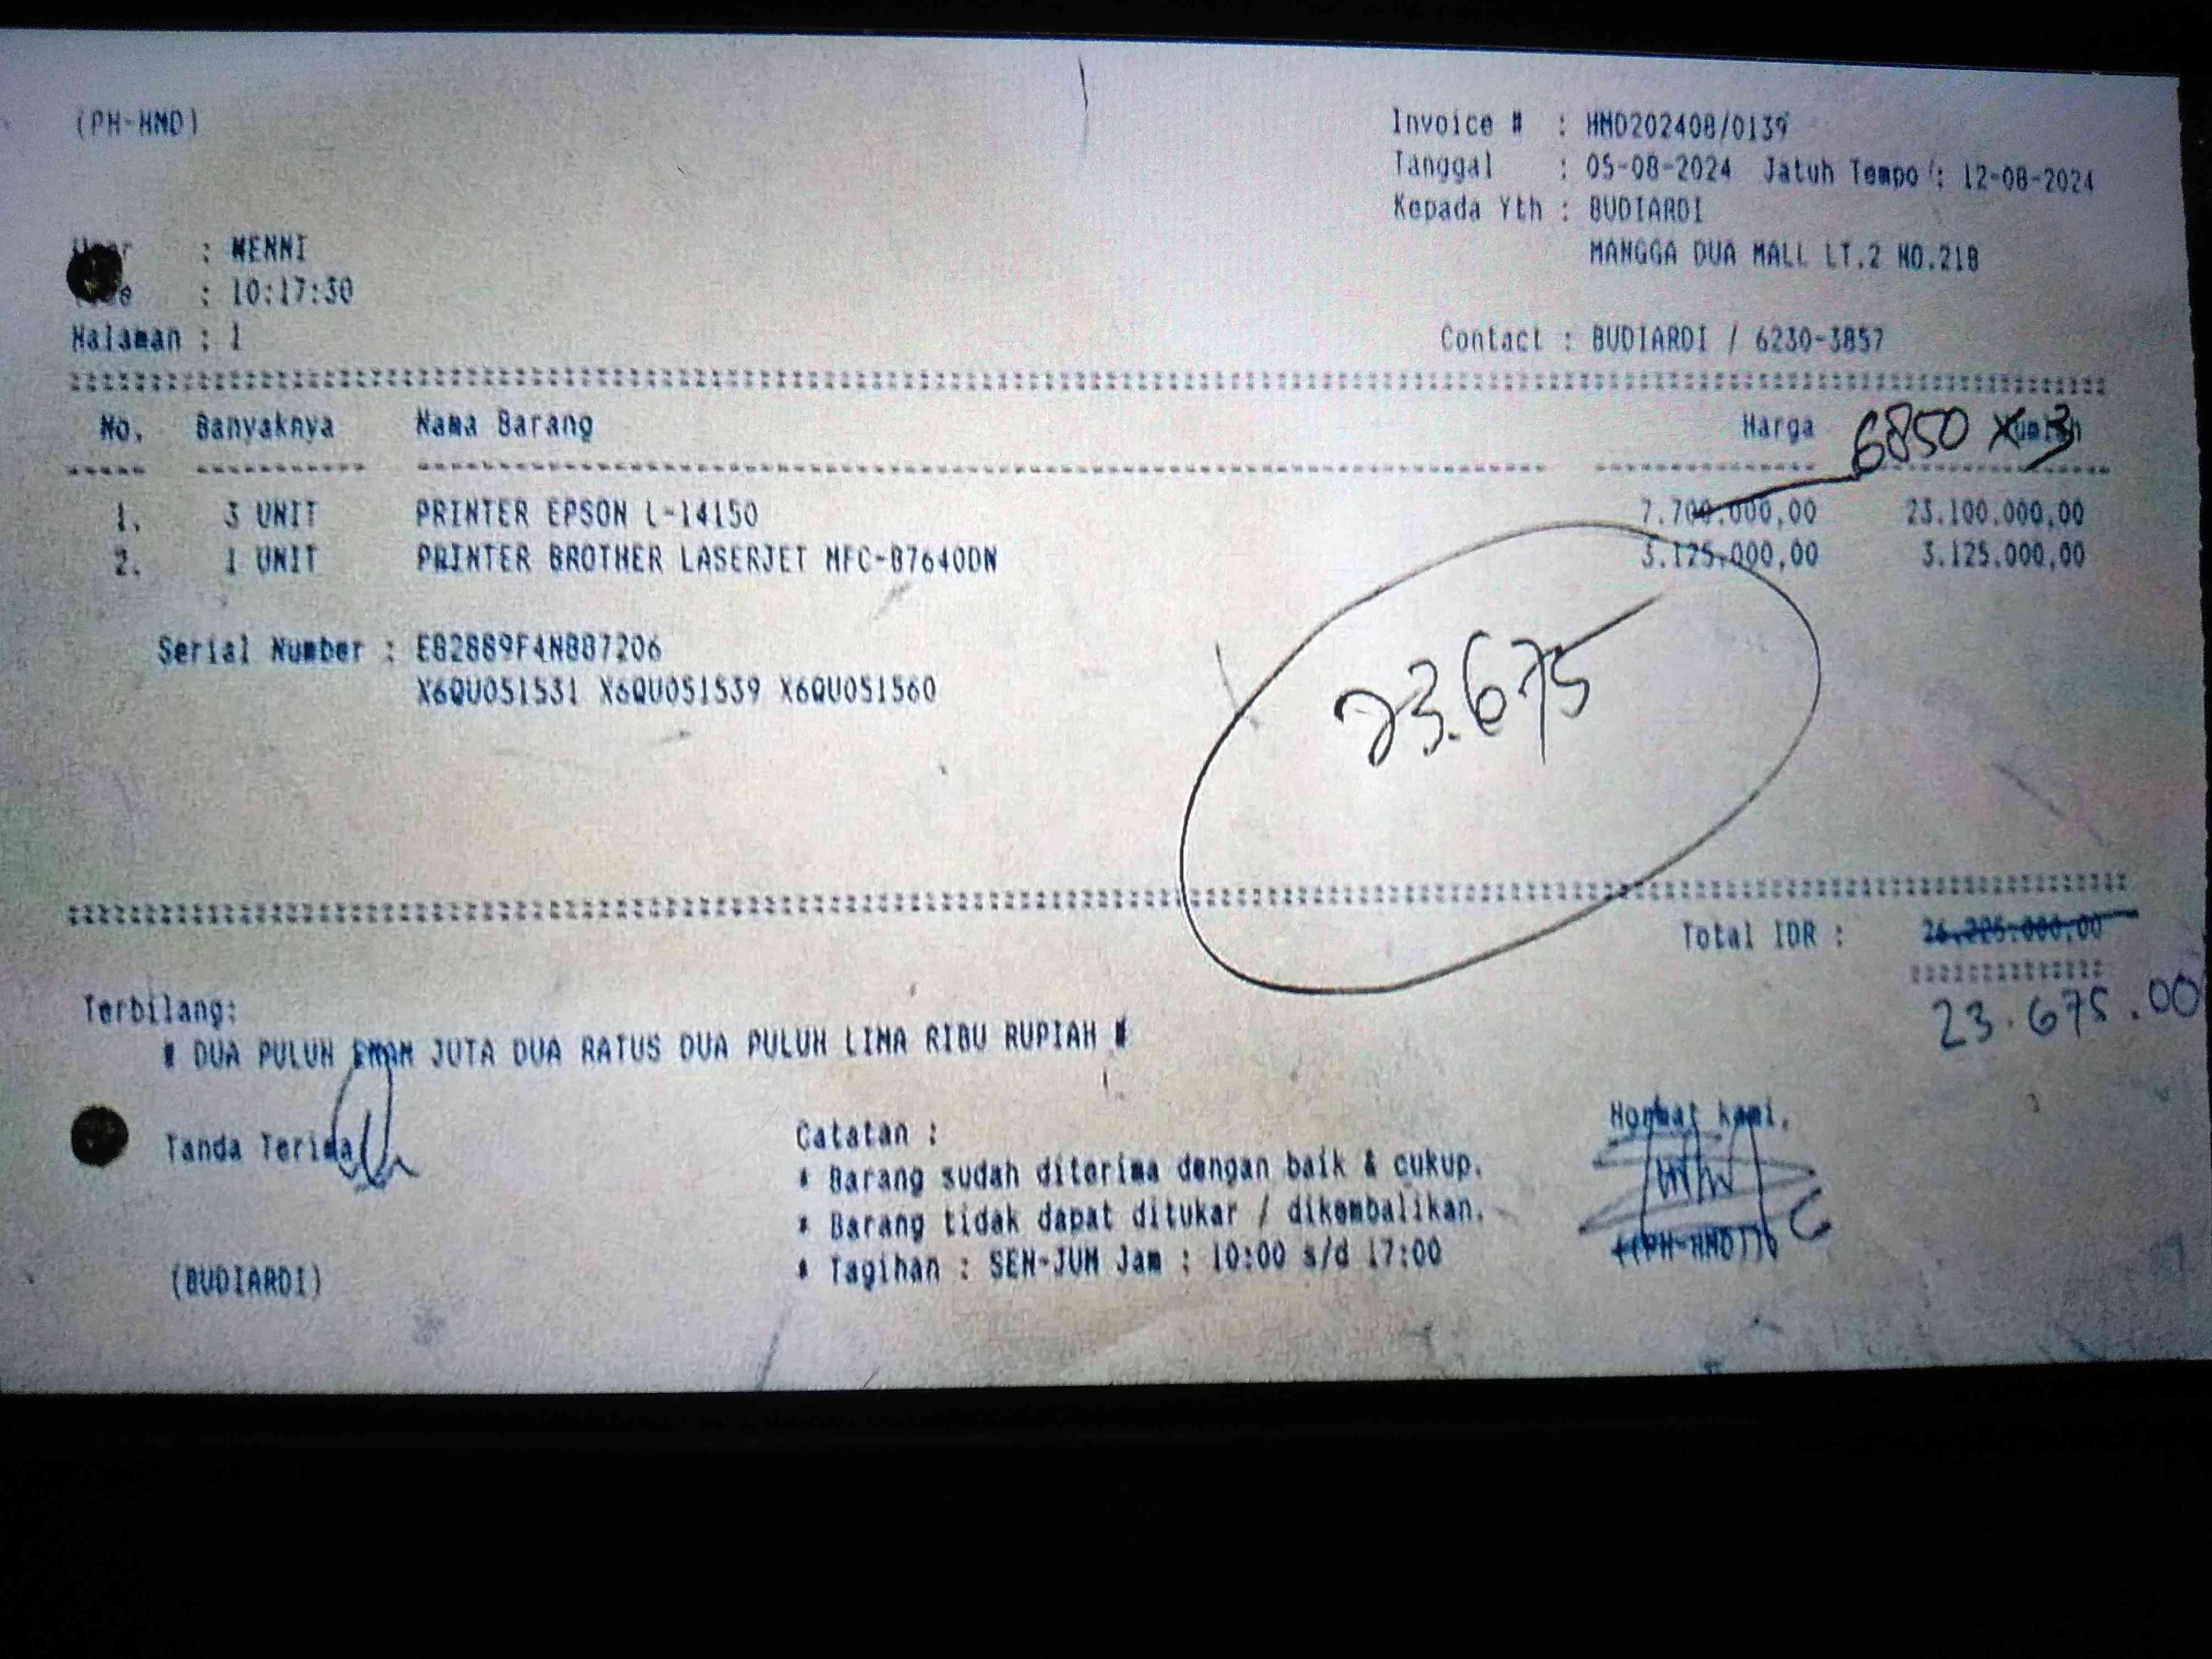 (PH-HMD)
Invoice # : HMD202408/0139
Tanggal : 05-08-2024 Jatuh Tempo : 12-08-2024
Kepada Yth : BUDIARDI
MANGGA DUA MALL LT.2 NO.21B
: WENNI
: 10:17:30
Halaman : 1
Contact : BUDIARDI / 6230-3857
No. Banyaknya Nama Barang Harga Jumlah
6850 x 3
1. 3 UNIT PRINTER EPSON L-14150 7.700.000,00 23.100.000,00
2. 1 UNIT PRINTER BROTHER LASERJET MFC-B7640DN 3.125.000,00 3.125.000,00
Serial Number : E82889F4N887206
X6QU051531 X6QU051539 X6QU051560
23.675
Total IDR : 26.225.000,00
23.675.00
Terbilang:
# DUA PULUH ENAM JUTA DUA RATUS DUA PULUH LIMA RIBU RUPIAH #
Tanda Terima
Catatan :
* Barang sudah diterima dengan baik & cukup.
* Barang tidak dapat ditukar / dikembalikan.
* Tagihan : SEN-JUM Jam : 10:00 s/d 17:00
Hormat kami,
((PH-HMD))
(BUDIARDI)